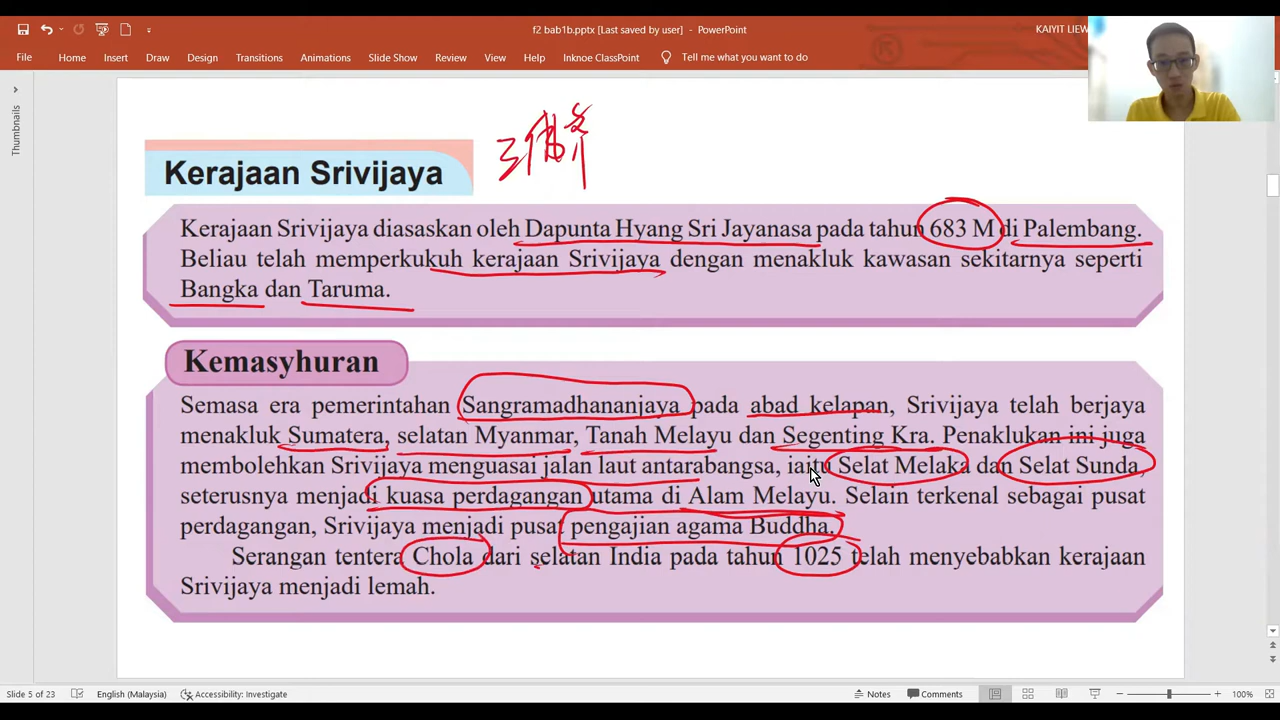 f2 bab1b.pptx [Last saved by user] - PowerPoint
KAIYIT LIEW
File Home Insert Draw Design Transitions Animations Slide Show Review View Help Inknoe ClassPoint Tell me what you want to do
Thumbnails
Kerajaan Srivijaya
Kerajaan Srivijaya diasaskan oleh Dapunta Hyang Sri Jayanasa pada tahun 683 M di Palembang.
Beliau telah memperkukuh kerajaan Srivijaya dengan menakluk kawasan sekitarnya seperti
Bangka dan Taruma.
Kemasyhuran
Semasa era pemerintahan Sangramadhananjaya pada abad kelapan, Srivijaya telah berjaya
menakluk Sumatera, selatan Myanmar, Tanah Melayu dan Segenting Kra. Penaklukan ini juga
membolehkan Srivijaya menguasai jalan laut antarabangsa, iaitu Selat Melaka dan Selat Sunda,
seterusnya menjadi kuasa perdagangan utama di Alam Melayu. Selain terkenal sebagai pusat
perdagangan, Srivijaya menjadi pusat pengajian agama Buddha.
Serangan tentera Chola dari selatan India pada tahun 1025 telah menyebabkan kerajaan
Srivijaya menjadi lemah.
Slide 5 of 23 English (Malaysia) Accessibility: Investigate Notes Comments 100%